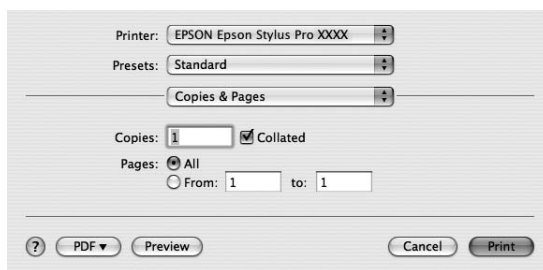 Printer: EPSON Epson Stylus Pro XXXX
Presets: Standard
Copies & Pages
Copies: 1 Collated
Pages: All
From: 1 to: 1
? PDF ▼ Preview Cancel Print